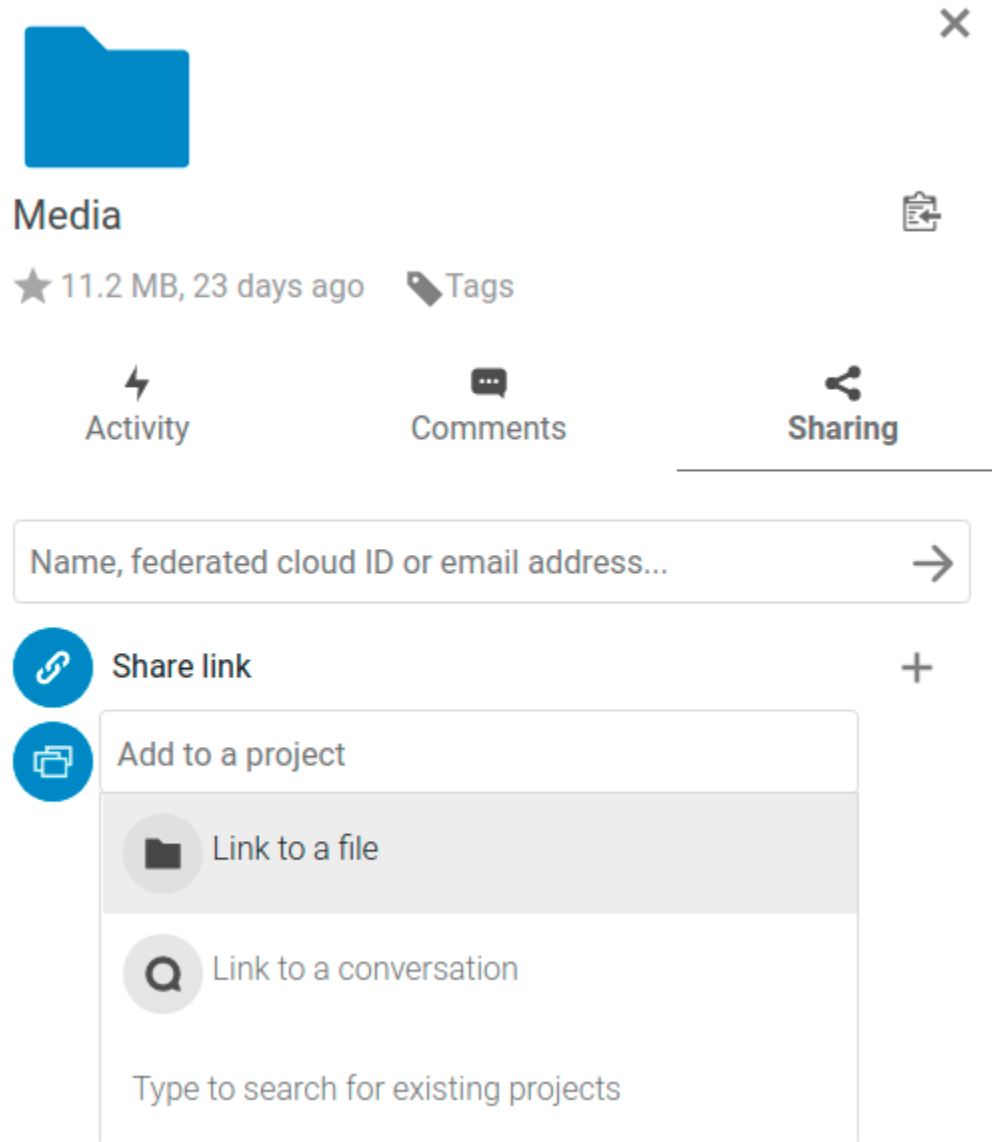 Media
11.2 MB, 23 days ago Tags
Activity Comments Sharing
Name, federated cloud ID or email address...
Share link
Add to a project
Link to a file
Link to a conversation
Type to search for existing projects